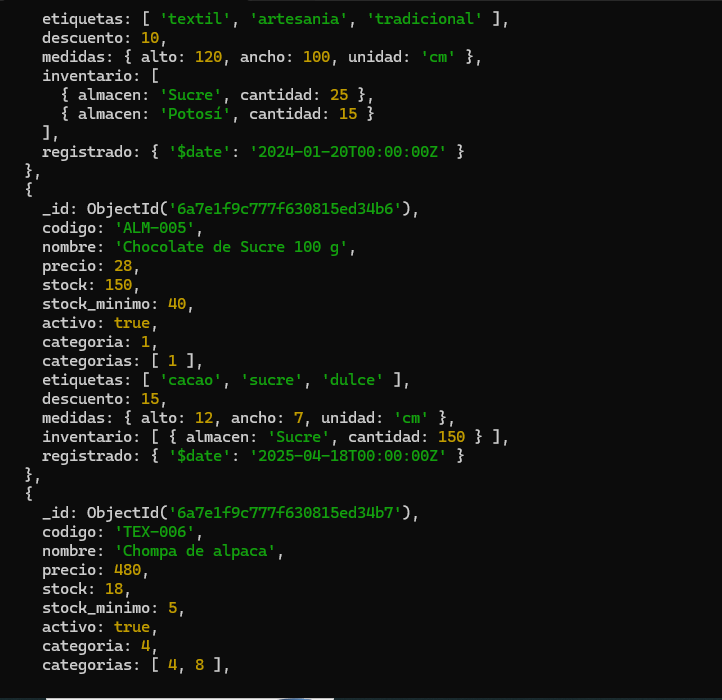 etiquetas: [ 'textil', 'artesania', 'tradicional' ],
descuento: 10,
medidas: { alto: 120, ancho: 100, unidad: 'cm' },
inventario: [
{ almacen: 'Sucre', cantidad: 25 },
{ almacen: 'Potosí', cantidad: 15 }
],
registrado: { '$date': '2024-01-20T00:00:00Z' }
},
{
_id: ObjectId('6a7e1f9c777f630815ed34b6'),
codigo: 'ALM-005',
nombre: 'Chocolate de Sucre 100 g',
precio: 28,
stock: 150,
stock_minimo: 40,
activo: true,
categoria: 1,
categorias: [ 1 ],
etiquetas: [ 'cacao', 'sucre', 'dulce' ],
descuento: 15,
medidas: { alto: 12, ancho: 7, unidad: 'cm' },
inventario: [ { almacen: 'Sucre', cantidad: 150 } ],
registrado: { '$date': '2025-04-18T00:00:00Z' }
},
{
_id: ObjectId('6a7e1f9c777f630815ed34b7'),
codigo: 'TEX-006',
nombre: 'Chompa de alpaca',
precio: 480,
stock: 18,
stock_minimo: 5,
activo: true,
categoria: 4,
categorias: [ 4, 8 ],